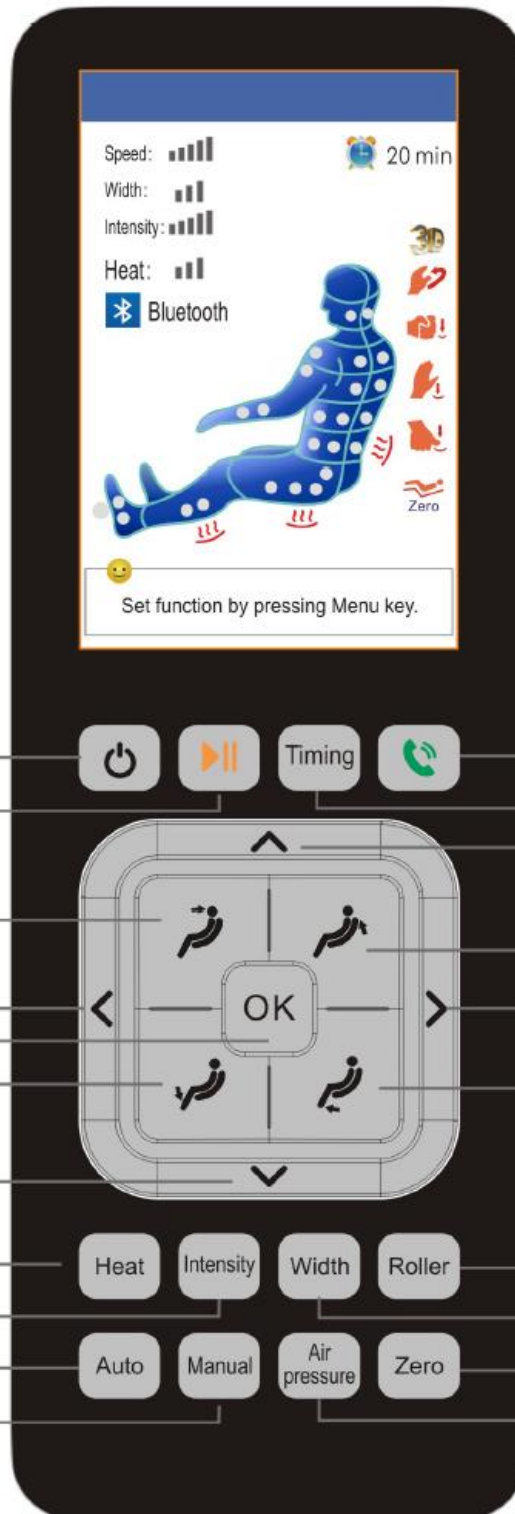 Speed:
20 min
Width:
Intensity:
3D
Heat:
Bluetooth
Zero
Set function by pressing Menu key.
Timing
OK
Heat
Intensity
Width
Roller
Auto
Manual
Air
pressure
Zero